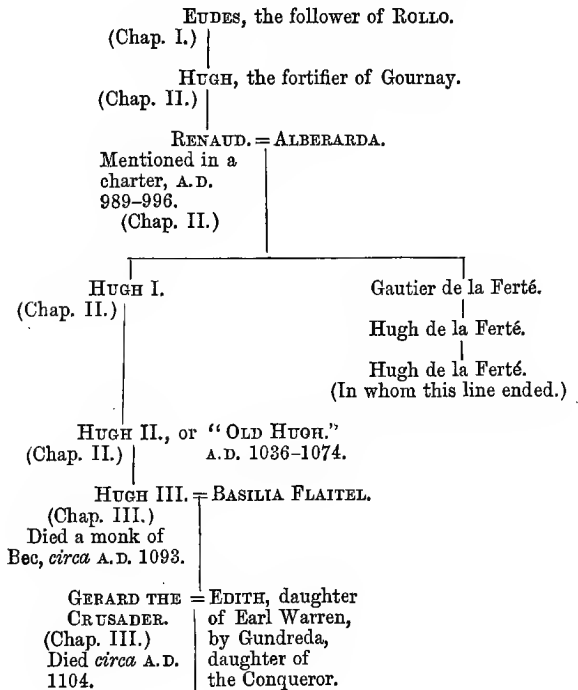 EUDES, the follower of ROLLO.
(Chap. I.)
HUGH, the fortifier of Gournay.
(Chap. II.)
RENAUD. = ALBERARDA.
Mentioned in a
charter, A.D.
989–996.
(Chap. II.)
HUGH I.
(Chap. II.)
Gautier de la Ferté.
Hugh de la Ferté.
Hugh de la Ferté.
(In whom this line ended.)
HUGH II., or "OLD HUGH."
(Chap. II.) A.D. 1036–1074.
HUGH III. = BASILIA FLAITEL.
(Chap. III.)
Died a monk of
Bec, circa A.D. 1093.
GERARD THE = EDITH, daughter
CRUSADER. of Earl Warren,
(Chap. III.) by Gundreda,
Died circa A.D. daughter of
1104. the Conqueror.